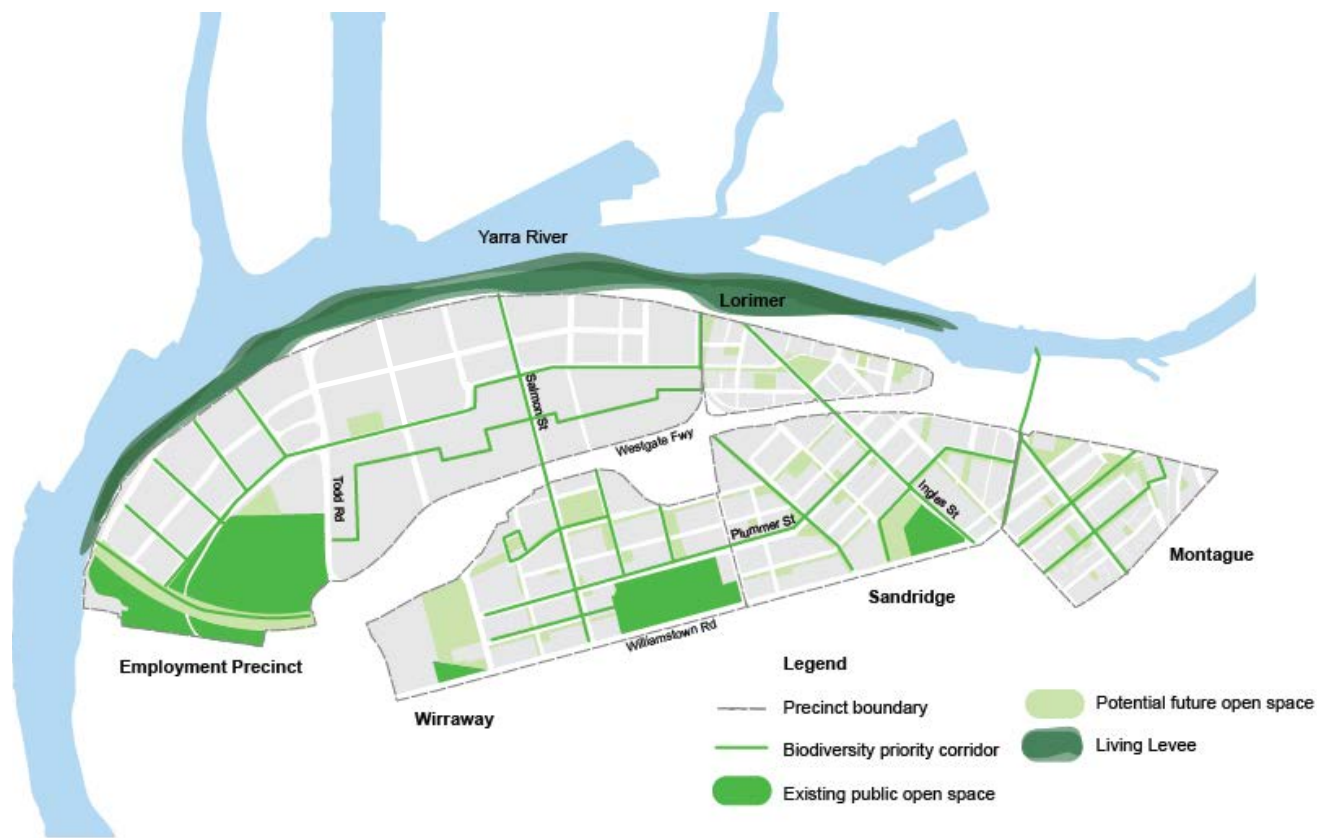 Yarra River
Lorimer
Salmon St
Westgate Fwy
Todd Rd
Ingles St
Plummer St
Montague
Sandridge
Williamstown Rd
Employment Precinct
Wirraway
Legend
Precinct boundary
Biodiversity priority corridor
Existing public open space
Potential future open space
Living Levee